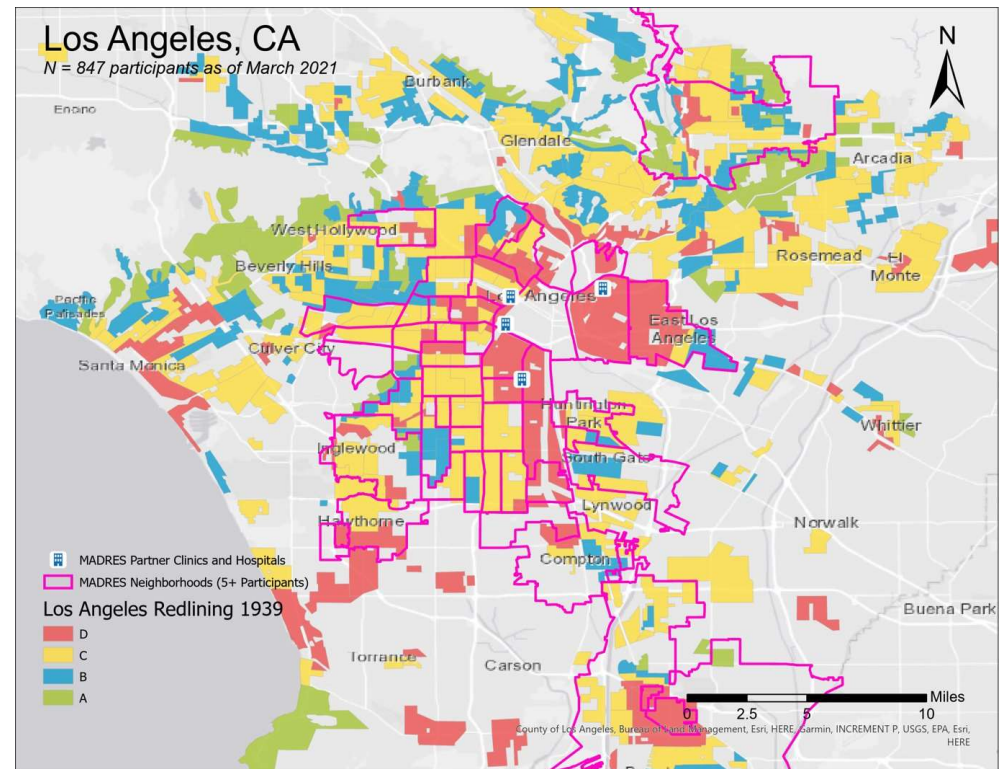 Los Angeles, CA
N = 847 participants as of March 2021
N
Burbank
Encino
Glendale
Arcadia
West Hollywood
Beverly Hills
Rosemead
El
Monte
Pacific
Palisades
Los Angeles
East Los
Angeles
Culver City
Santa Monica
Huntington
Park
Whittier
Inglewood
South Gate
Lynwood
Hawthorne
Norwalk
Compton
MADRES Partner Clinics and Hospitals
MADRES Neighborhoods (5+ Participants)
Los Angeles Redlining 1939
D
C
B
A
Buena Park
Torrance
Carson
Miles
0 2.5 5 10
County of Los Angeles, Bureau of Land Management, Esri, HERE, Garmin, INCREMENT P, USGS, EPA, Esri,
HERE